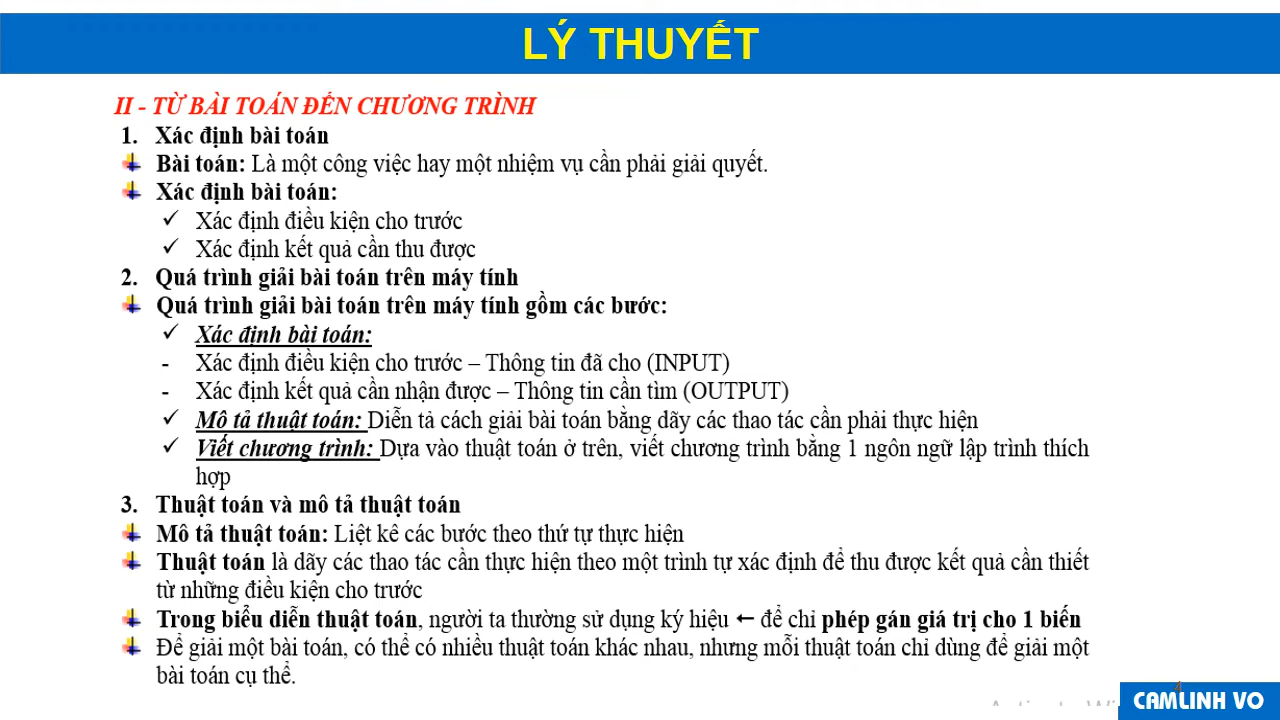 LÝ THUYẾT
II - TỪ BÀI TOÁN ĐẾN CHƯƠNG TRÌNH
1. Xác định bài toán
Bài toán: Là một công việc hay một nhiệm vụ cần phải giải quyết.
Xác định bài toán:
✓ Xác định điều kiện cho trước
✓ Xác định kết quả cần thu được
2. Quá trình giải bài toán trên máy tính
Quá trình giải bài toán trên máy tính gồm các bước:
✓ Xác định bài toán:
- Xác định điều kiện cho trước – Thông tin đã cho (INPUT)
- Xác định kết quả cần nhận được – Thông tin cần tìm (OUTPUT)
✓ Mô tả thuật toán: Diễn tả cách giải bài toán bằng dãy các thao tác cần phải thực hiện
✓ Viết chương trình: Dựa vào thuật toán ở trên, viết chương trình bằng 1 ngôn ngữ lập trình thích
hợp
3. Thuật toán và mô tả thuật toán
Mô tả thuật toán: Liệt kê các bước theo thứ tự thực hiện
Thuật toán là dãy các thao tác cần thực hiện theo một trình tự xác định để thu được kết quả cần thiết
từ những điều kiện cho trước
Trong biểu diễn thuật toán, người ta thường sử dụng ký hiệu ← để chỉ phép gán giá trị cho 1 biến
Để giải một bài toán, có thể có nhiều thuật toán khác nhau, nhưng mỗi thuật toán chỉ dùng để giải một
bài toán cụ thể.
4
CAMLINH VO